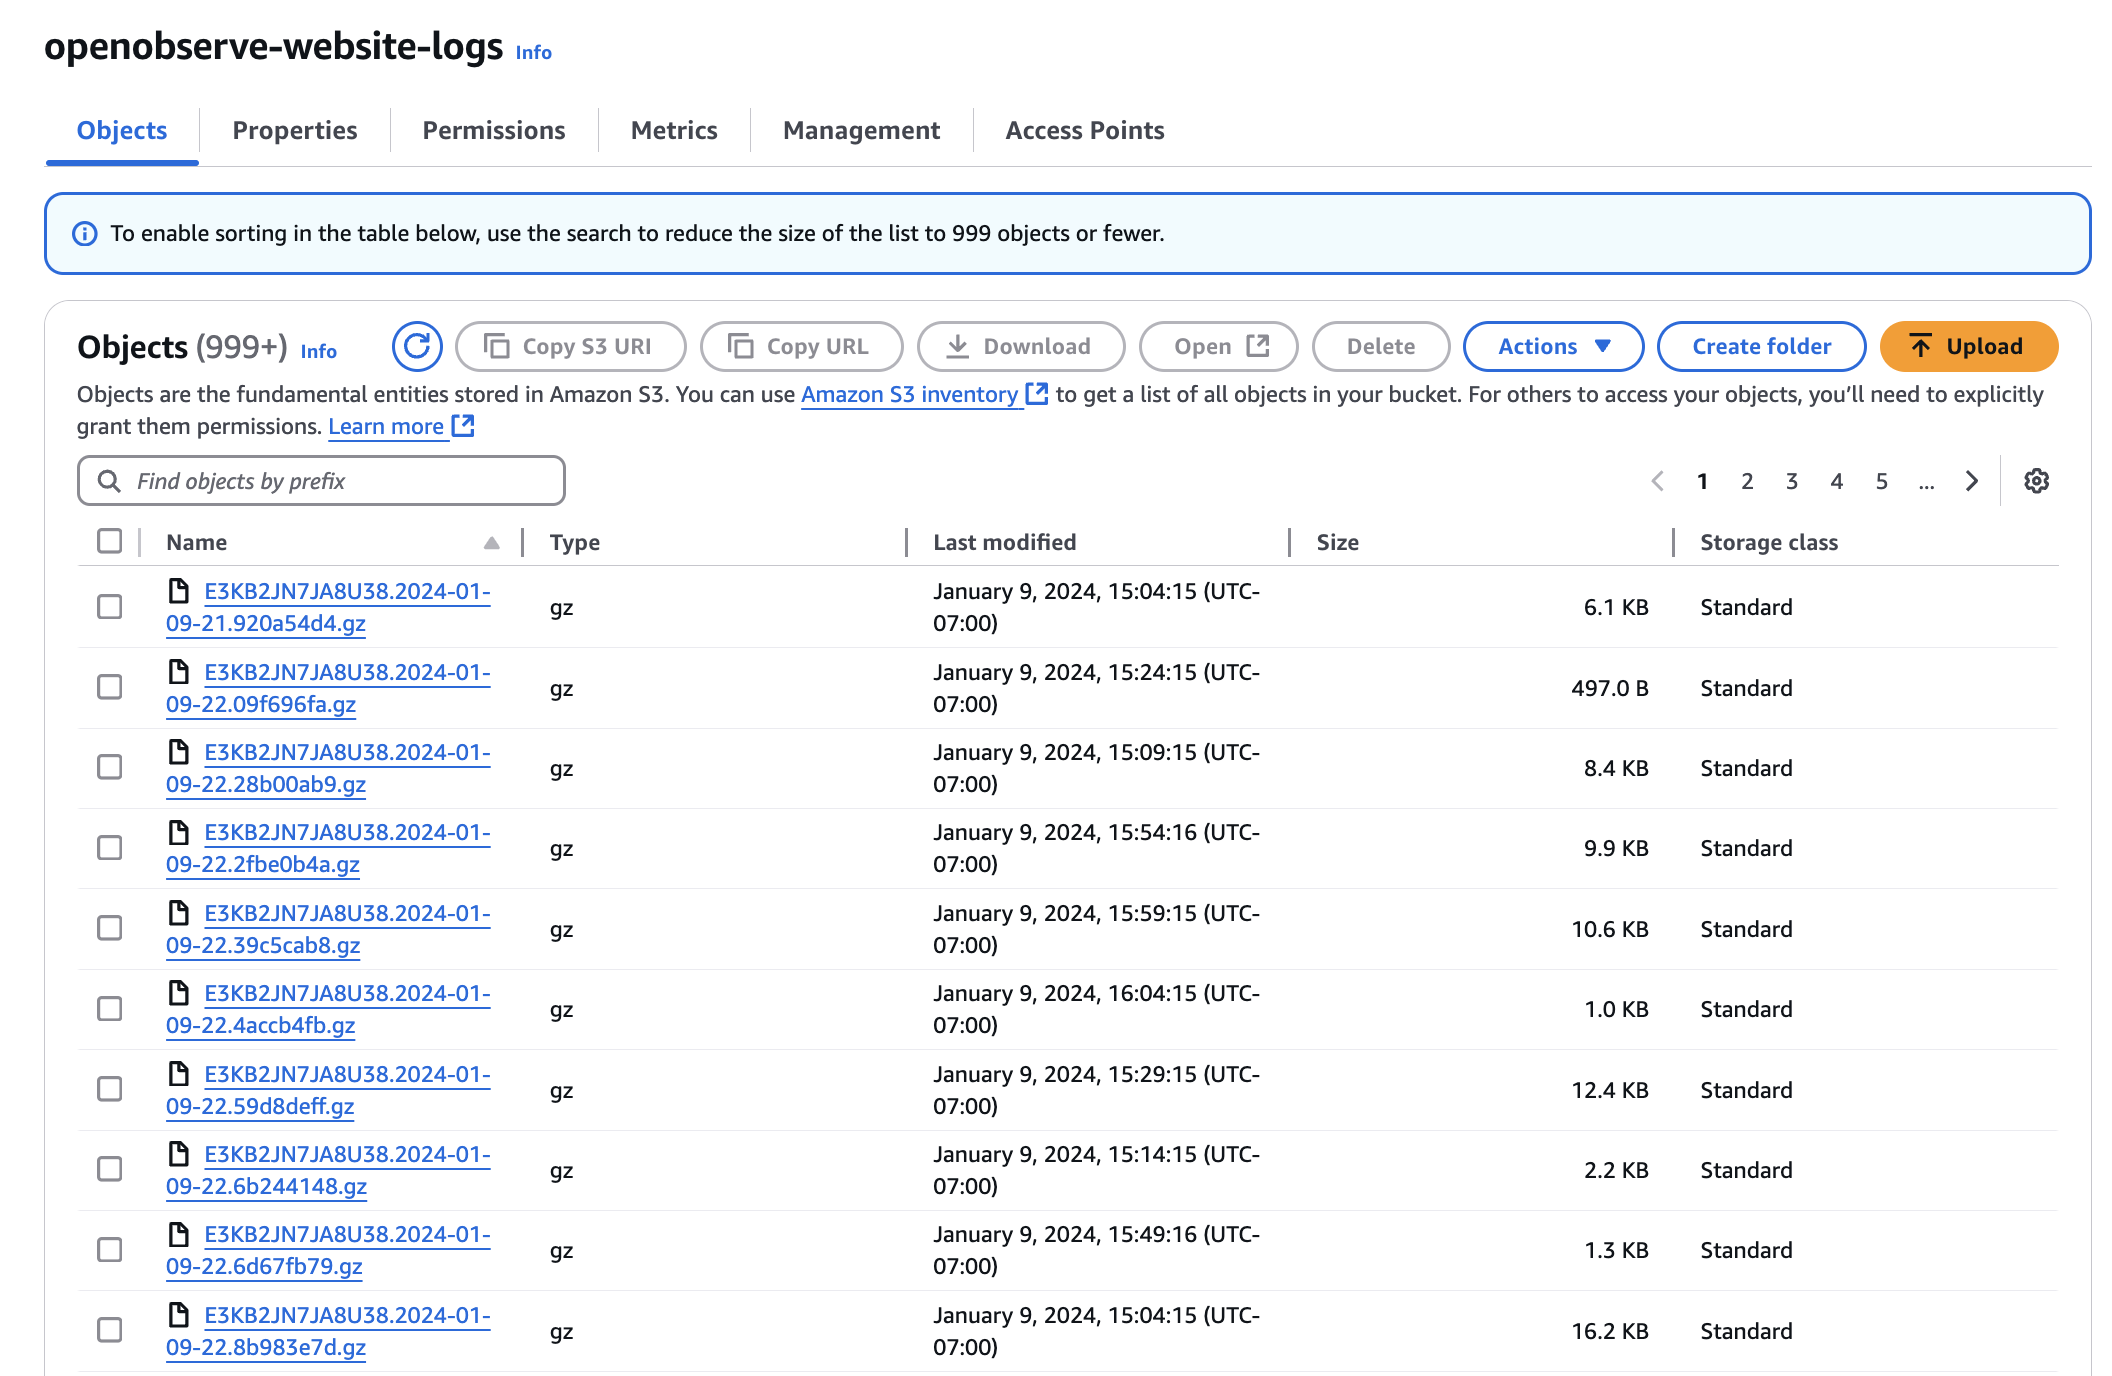 openobserve-website-logs Info
Objects Properties Permissions Metrics Management Access Points
To enable sorting in the table below, use the search to reduce the size of the list to 999 objects or fewer.
Objects (999+) Info Copy S3 URI Copy URL Download Open Delete Actions Create folder Upload
Objects are the fundamental entities stored in Amazon S3. You can use Amazon S3 inventory to get a list of all objects in your bucket. For others to access your objects, you’ll need to explicitly
grant them permissions. Learn more
Find objects by prefix 1 2 3 4 5 ...
Name Type Last modified Size Storage class
E3KB2JN7JA8U38.2024-01-
09-21.920a54d4.gz
gz
January 9, 2024, 15:04:15 (UTC-
07:00)
6.1 KB
Standard
E3KB2JN7JA8U38.2024-01-
09-22.09f696fa.gz
gz
January 9, 2024, 15:24:15 (UTC-
07:00)
497.0 B
Standard
E3KB2JN7JA8U38.2024-01-
09-22.28b00ab9.gz
gz
January 9, 2024, 15:09:15 (UTC-
07:00)
8.4 KB
Standard
E3KB2JN7JA8U38.2024-01-
09-22.2fbe0b4a.gz
gz
January 9, 2024, 15:54:16 (UTC-
07:00)
9.9 KB
Standard
E3KB2JN7JA8U38.2024-01-
09-22.39c5cab8.gz
gz
January 9, 2024, 15:59:15 (UTC-
07:00)
10.6 KB
Standard
E3KB2JN7JA8U38.2024-01-
09-22.4accb4fb.gz
gz
January 9, 2024, 16:04:15 (UTC-
07:00)
1.0 KB
Standard
E3KB2JN7JA8U38.2024-01-
09-22.59d8deff.gz
gz
January 9, 2024, 15:29:15 (UTC-
07:00)
12.4 KB
Standard
E3KB2JN7JA8U38.2024-01-
09-22.6b244148.gz
gz
January 9, 2024, 15:14:15 (UTC-
07:00)
2.2 KB
Standard
E3KB2JN7JA8U38.2024-01-
09-22.6d67fb79.gz
gz
January 9, 2024, 15:49:16 (UTC-
07:00)
1.3 KB
Standard
E3KB2JN7JA8U38.2024-01-
09-22.8b983e7d.gz
gz
January 9, 2024, 15:04:15 (UTC-
07:00)
16.2 KB
Standard